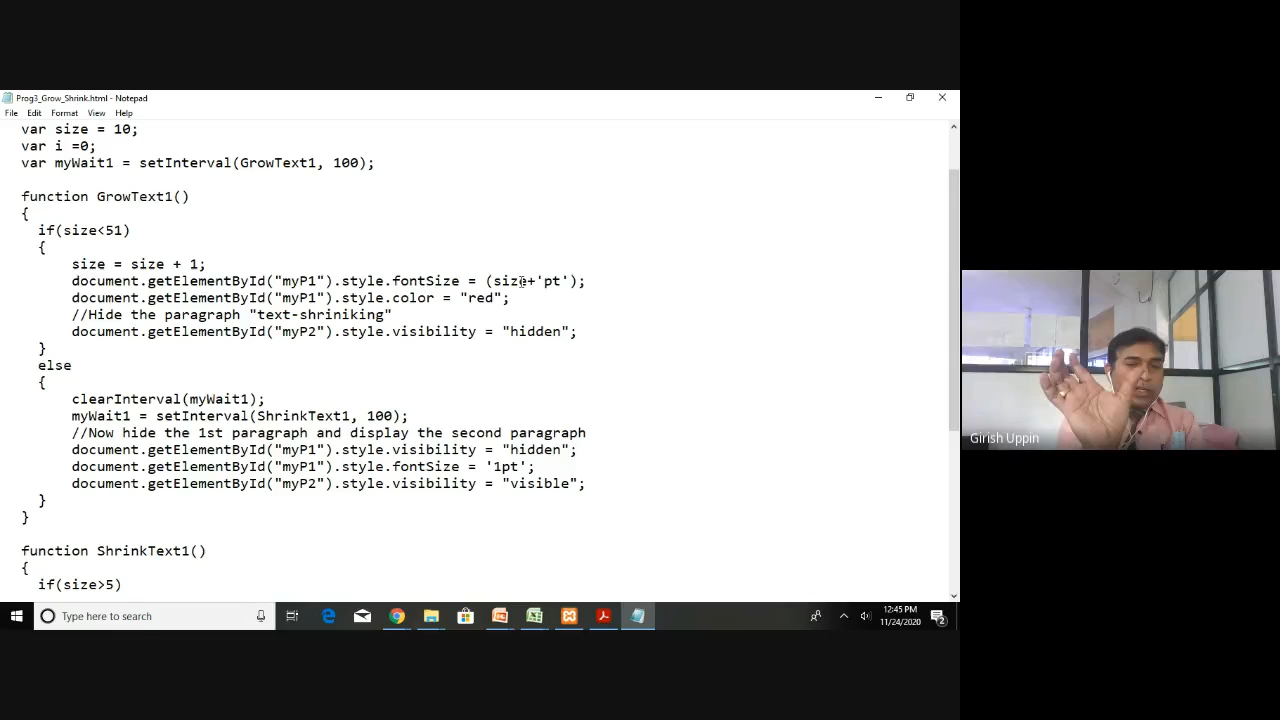 Prog3_Grow_Shrink.html - Notepad
File Edit Format View Help
var size = 10;
var i =0;
var myWait1 = setInterval(GrowText1, 100);
function GrowText1()
{
if(size<51)
{
size = size + 1;
document.getElementById("myP1").style.fontSize = (size+'pt');
document.getElementById("myP1").style.color = "red";
//Hide the paragraph "text-shriniking"
document.getElementById("myP2").style.visibility = "hidden";
}
else
{
clearInterval(myWait1);
myWait1 = setInterval(ShrinkText1, 100);
//Now hide the 1st paragraph and display the second paragraph
document.getElementById("myP1").style.visibility = "hidden";
document.getElementById("myP1").style.fontSize = '1pt';
document.getElementById("myP2").style.visibility = "visible";
}
}
function ShrinkText1()
{
if(size>5)
Girish Uppin
Type here to search
12:45 PM
11/24/2020
2